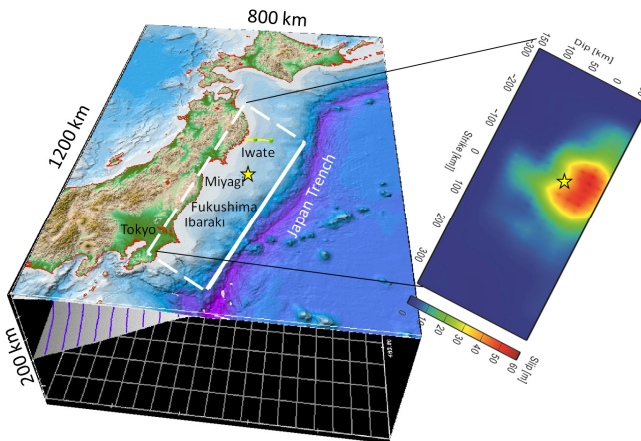 800 km
1200 km
200 km
Iwate
Miyagi
Fukushima
Ibaraki
Tokyo
Japan Trench
Dip [km]
150
100
50
0
Strike [km]
-200
-100
0
100
200
300
0
10
20
30
40
50
60
Slip [m]